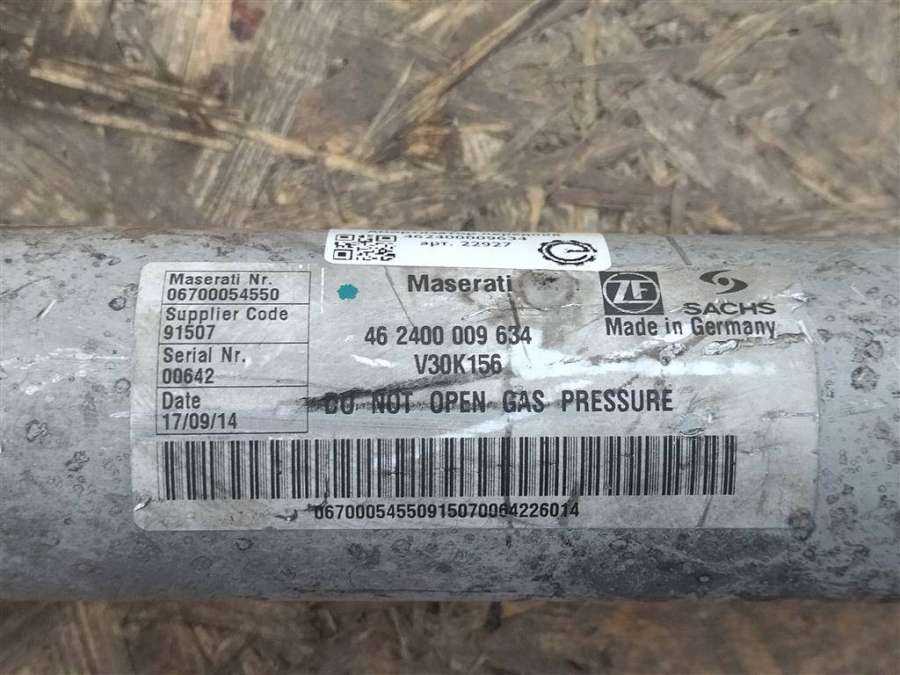 462400009634
арт. 22927
Maserati Nr.
06700054550
Supplier Code
91507
Serial Nr.
00642
Date
17/09/14
Maserati
46 2400 009 634
V30K156
DO NOT OPEN GAS PRESSURE
ZF
SACHS
Made in Germany
06700054550915070064226014